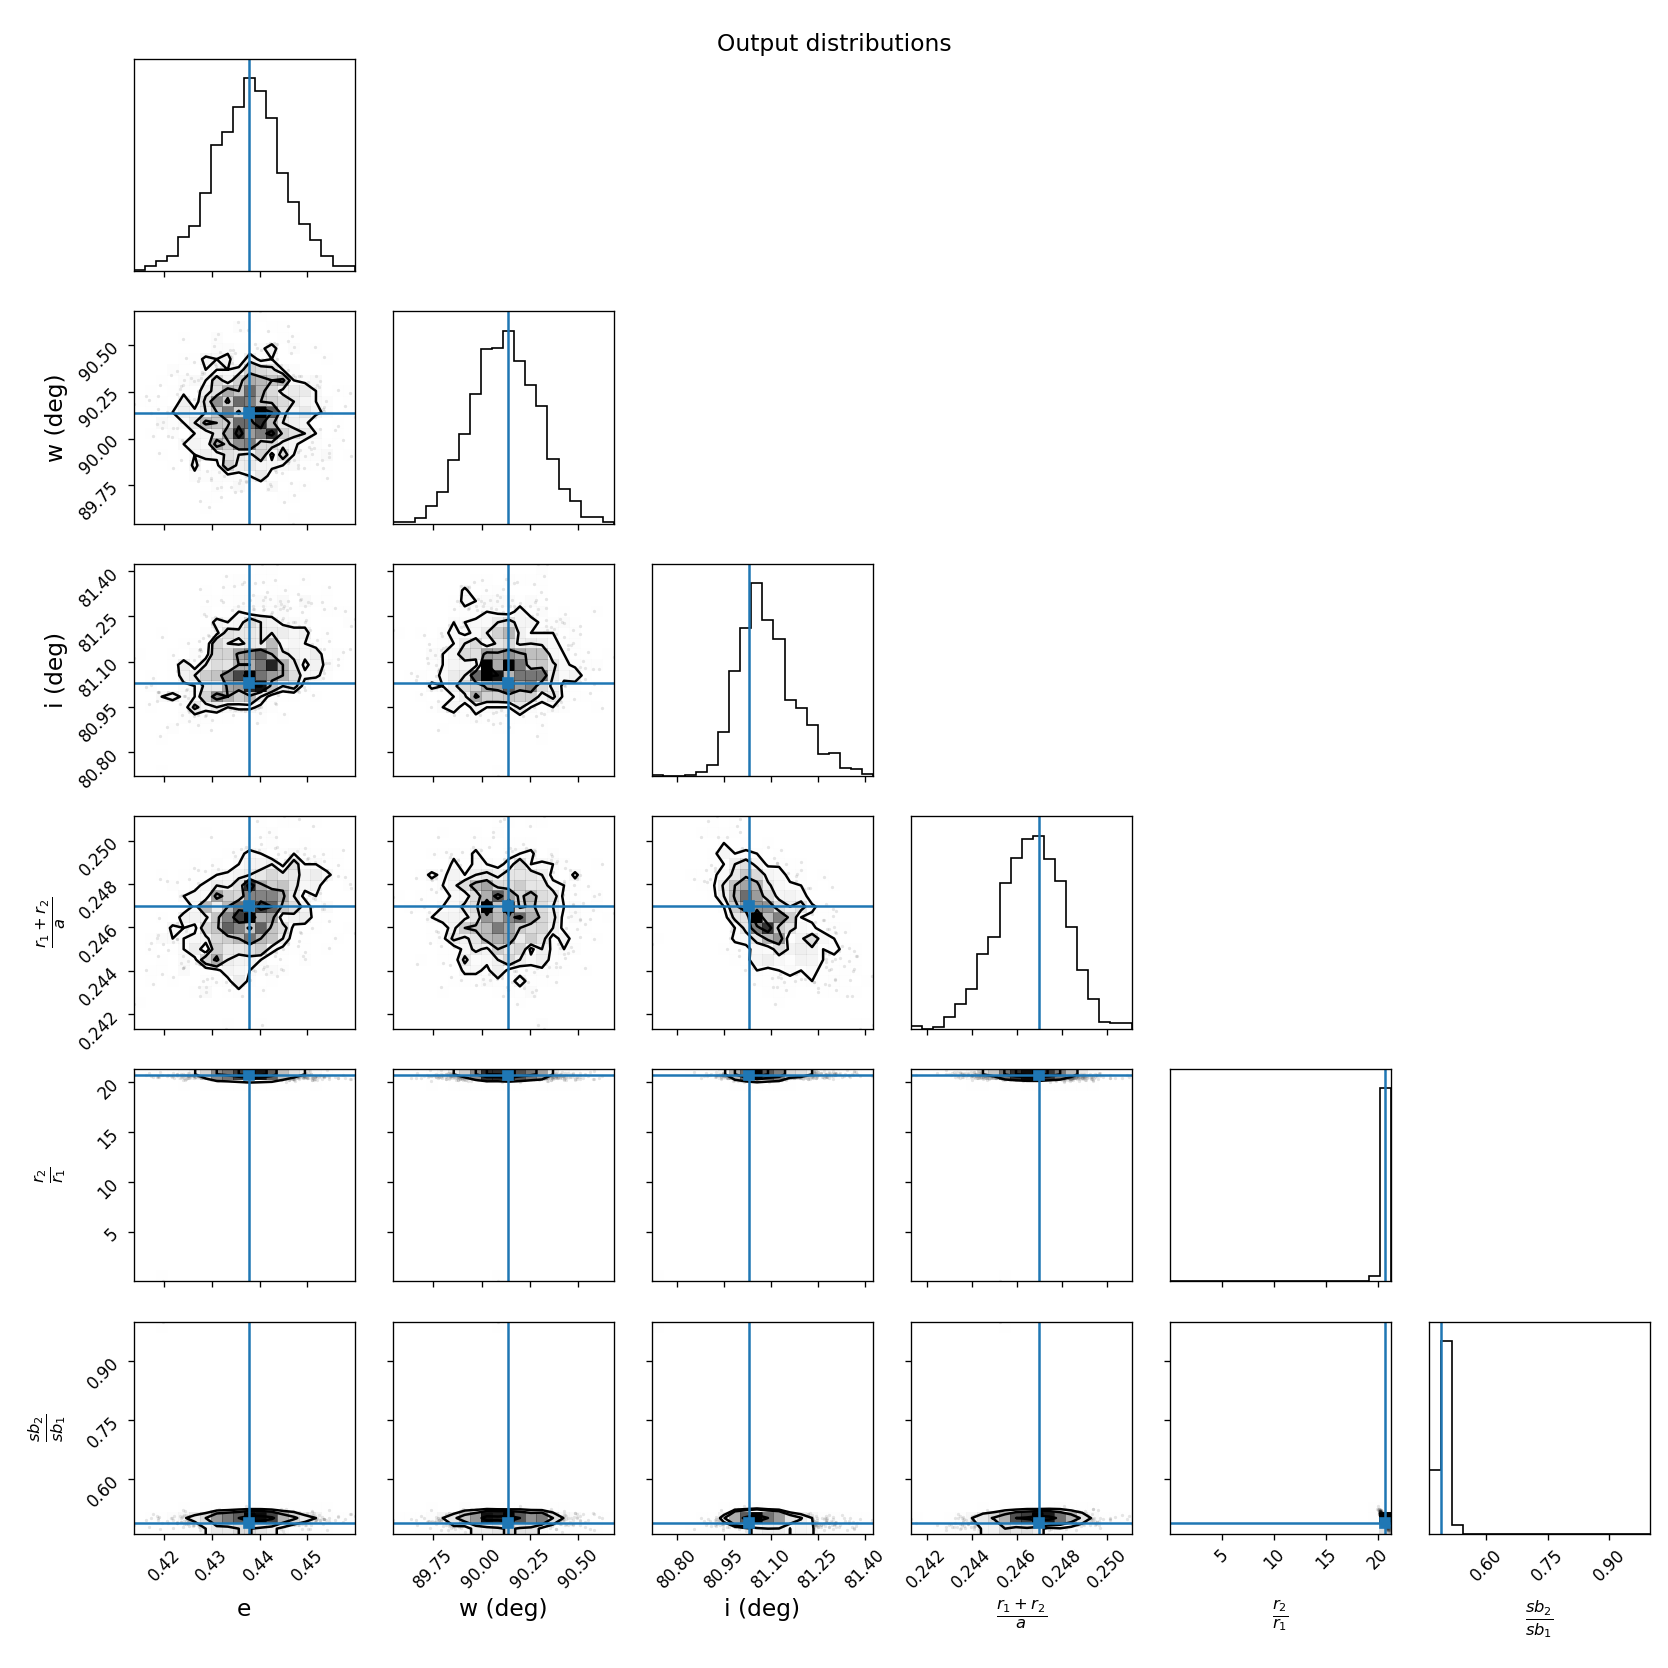 Output distributions
w (deg)
90.50
90.25
90.00
89.75
i (deg)
81.40
81.25
81.10
80.95
80.80
r₁ + r₂
a
0.250
0.248
0.246
0.244
0.242
r₂
r₁
20
15
10
5
sb₂
sb₁
0.90
0.75
0.60
0.42 0.43 0.44 0.45
89.75 90.00 90.25 90.50
80.80 80.95 81.10 81.25 81.40
0.242 0.244 0.246 0.248 0.250
5 10 15 20
0.60 0.75 0.90
e
w (deg)
i (deg)
r₁ + r₂
a
r₂
r₁
sb₂
sb₁